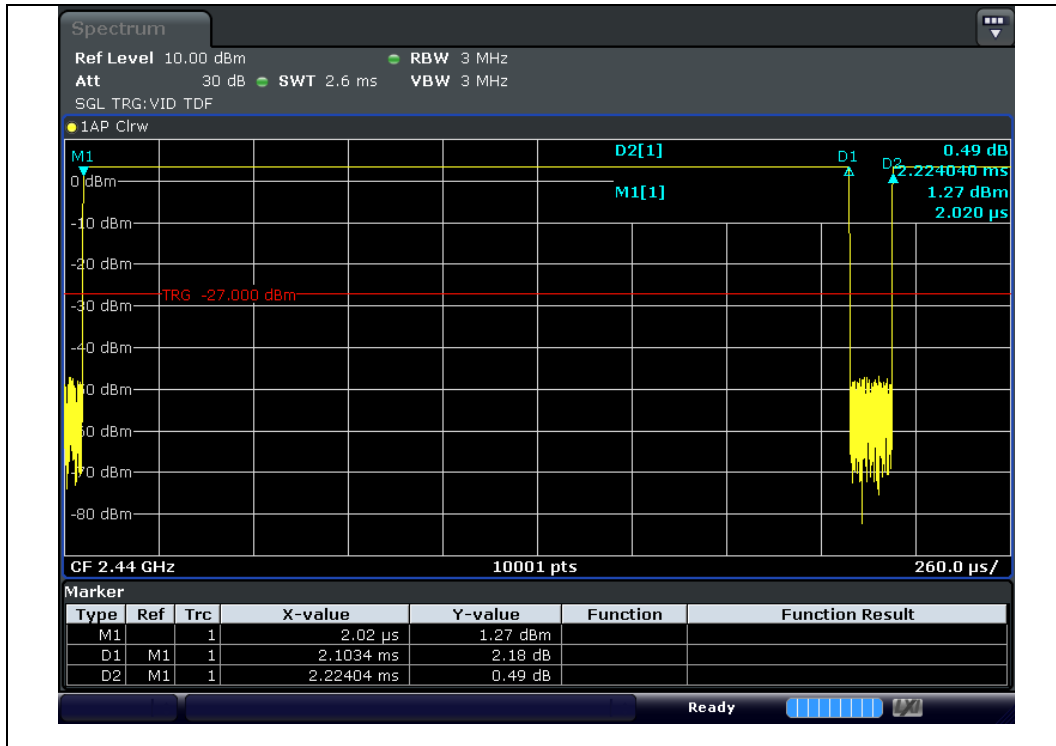 Spectrum
Ref Level 10.00 dBm RBW 3 MHz
Att 30 dB SWT 2.6 ms VBW 3 MHz
SGL TRG:VID TDF
1AP Clrw
M1 D2[1] D1 D2 0.49 dB
2.224040 ms
0 dBm M1[1] 1.27 dBm
2.020 µs
-10 dBm
-20 dBm
TRG -27.000 dBm
-30 dBm
-40 dBm
-50 dBm
-60 dBm
-70 dBm
-80 dBm
CF 2.44 GHz 10001 pts 260.0 µs/
Marker
Type Ref Trc X-value Y-value Function Function Result
M1 1 2.02 µs 1.27 dBm
D1 M1 1 2.1034 ms 2.18 dB
D2 M1 1 2.22404 ms 0.49 dB
Ready LXI